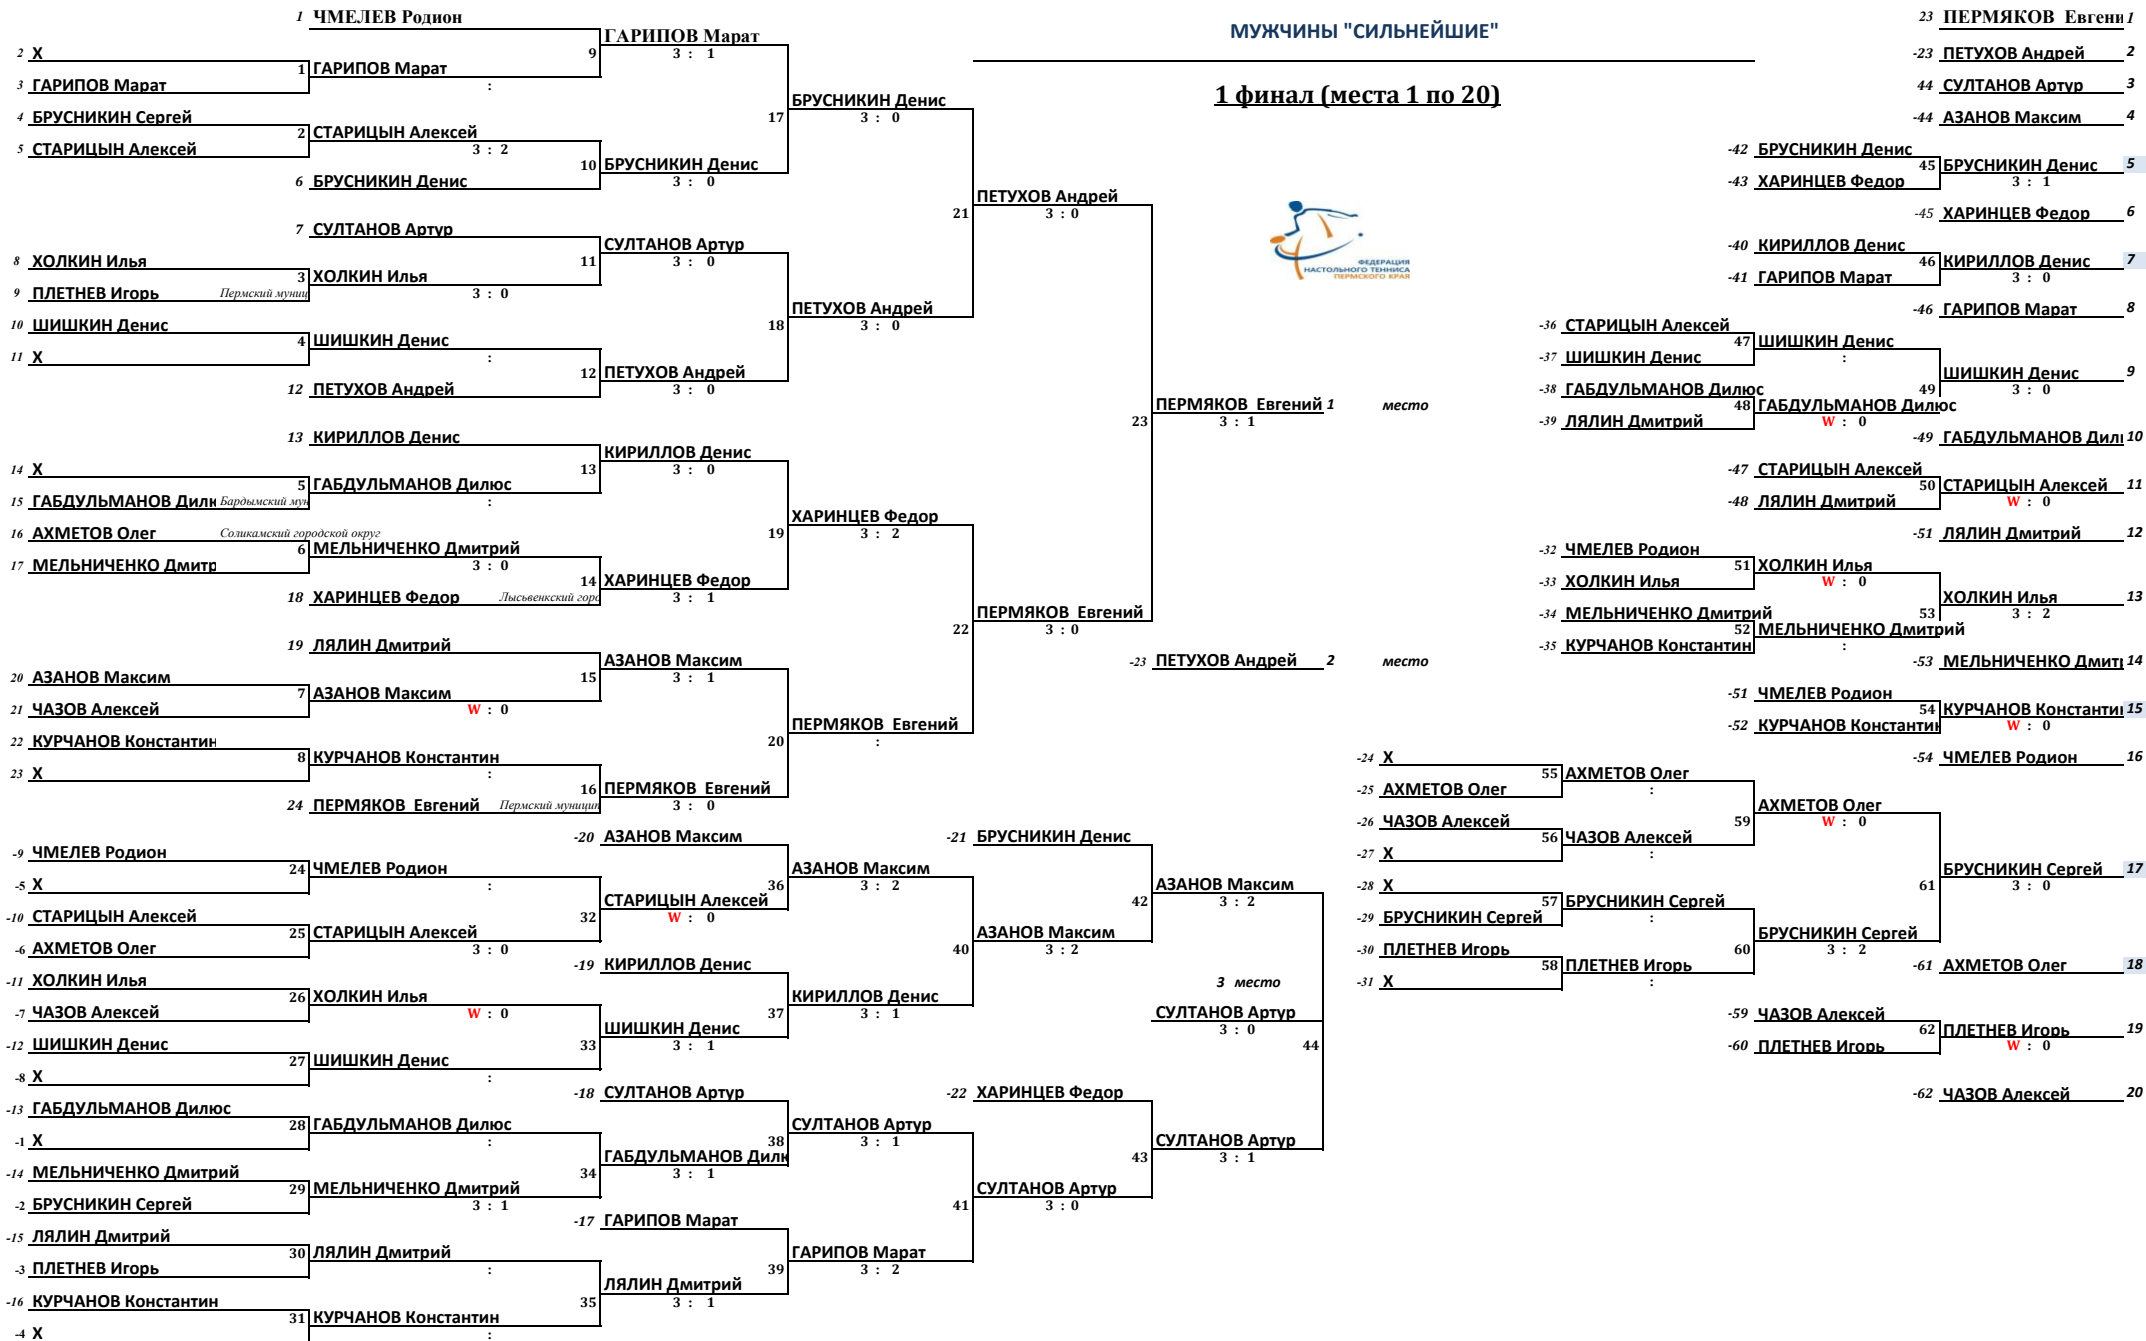 МУЖЧИНЫ "СИЛЬНЕЙШИЕ"
1 финал (места 1 по 20)
ФЕДЕРАЦИЯ
НАСТОЛЬНОГО ТЕННИСА
ПЕРМСКОГО КРАЯ
1 ЧМЕЛЕВ Родион
2 X
3 ГАРИПОВ Марат
4 БРУСНИКИН Сергей
5 СТАРИЦЫН Алексей
6 БРУСНИКИН Денис
7 СУЛТАНОВ Артур
8 ХОЛКИН Илья
9 ПЛЕТНЕВ Игорь Пермский муниц
10 ШИШКИН Денис
11 X
12 ПЕТУХОВ Андрей
13 КИРИЛЛОВ Денис
14 X
15 ГАБДУЛЬМАНОВ Дилю Бардымский мун
16 АХМЕТОВ Олег Соликамский городской округ
17 МЕЛЬНИЧЕНКО Дмитр
18 ХАРИНЦЕВ Федор Лысьвенкский горо
19 ЛЯЛИН Дмитрий
20 АЗАНОВ Максим
21 ЧАЗОВ Алексей
22 КУРЧАНОВ Константин
23 X
24 ПЕРМЯКОВ Евгений Пермский муницип
1 ГАРИПОВ Марат
:
2 СТАРИЦЫН Алексей
3 : 2
3 ХОЛКИН Илья
3 : 0
4 ШИШКИН Денис
:
5 ГАБДУЛЬМАНОВ Дилюс
:
6 МЕЛЬНИЧЕНКО Дмитрий
3 : 0
7 АЗАНОВ Максим
W : 0
8 КУРЧАНОВ Константин
:
9 ГАРИПОВ Марат
3 : 1
10 БРУСНИКИН Денис
3 : 0
11 СУЛТАНОВ Артур
3 : 0
12 ПЕТУХОВ Андрей
3 : 0
13 КИРИЛЛОВ Денис
3 : 0
14 ХАРИНЦЕВ Федор
3 : 1
15 АЗАНОВ Максим
3 : 1
16 ПЕРМЯКОВ Евгений
3 : 0
17 БРУСНИКИН Денис
3 : 0
18 ПЕТУХОВ Андрей
3 : 0
19 ХАРИНЦЕВ Федор
3 : 2
20 ПЕРМЯКОВ Евгений
:
21 ПЕТУХОВ Андрей
3 : 0
22 ПЕРМЯКОВ Евгений
3 : 0
23 ПЕРМЯКОВ Евгений 1 место
3 : 1
-23 ПЕТУХОВ Андрей 2 место
-9 ЧМЕЛЕВ Родион
-5 X
-10 СТАРИЦЫН Алексей
-6 АХМЕТОВ Олег
-11 ХОЛКИН Илья
-7 ЧАЗОВ Алексей
-12 ШИШКИН Денис
-8 X
-13 ГАБДУЛЬМАНОВ Дилюс
-1 X
-14 МЕЛЬНИЧЕНКО Дмитрий
-2 БРУСНИКИН Сергей
-15 ЛЯЛИН Дмитрий
-3 ПЛЕТНЕВ Игорь
-16 КУРЧАНОВ Константин
-4 X
24 ЧМЕЛЕВ Родион
:
25 СТАРИЦЫН Алексей
3 : 0
26 ХОЛКИН Илья
W : 0
27 ШИШКИН Денис
:
28 ГАБДУЛЬМАНОВ Дилюс
:
29 МЕЛЬНИЧЕНКО Дмитрий
3 : 1
30 ЛЯЛИН Дмитрий
:
31 КУРЧАНОВ Константин
:
-20 АЗАНОВ Максим
32 СТАРИЦЫН Алексей
W : 0
-19 КИРИЛЛОВ Денис
33 ШИШКИН Денис
3 : 1
-18 СУЛТАНОВ Артур
34 ГАБДУЛЬМАНОВ Дилю
3 : 1
-17 ГАРИПОВ Марат
35 ЛЯЛИН Дмитрий
3 : 1
36 АЗАНОВ Максим
3 : 2
37 КИРИЛЛОВ Денис
3 : 1
38 СУЛТАНОВ Артур
3 : 1
39 ГАРИПОВ Марат
3 : 2
-21 БРУСНИКИН Денис
40 АЗАНОВ Максим
3 : 2
-22 ХАРИНЦЕВ Федор
41 СУЛТАНОВ Артур
3 : 0
42 АЗАНОВ Максим
3 : 2
3 место
СУЛТАНОВ Артур
3 : 0
44
43 СУЛТАНОВ Артур
3 : 1
23 ПЕРМЯКОВ Евгени 1
-23 ПЕТУХОВ Андрей 2
44 СУЛТАНОВ Артур 3
-44 АЗАНОВ Максим 4
-42 БРУСНИКИН Денис
-43 ХАРИНЦЕВ Федор
45 БРУСНИКИН Денис 5
3 : 1
-45 ХАРИНЦЕВ Федор 6
-40 КИРИЛЛОВ Денис
-41 ГАРИПОВ Марат
46 КИРИЛЛОВ Денис 7
3 : 0
-46 ГАРИПОВ Марат 8
-36 СТАРИЦЫН Алексей
-37 ШИШКИН Денис
-38 ГАБДУЛЬМАНОВ Дилюс
-39 ЛЯЛИН Дмитрий
47 ШИШКИН Денис
:
48 ГАБДУЛЬМАНОВ Дилюс
W : 0
49 ШИШКИН Денис 9
3 : 0
-49 ГАБДУЛЬМАНОВ Дил 10
-47 СТАРИЦЫН Алексей
-48 ЛЯЛИН Дмитрий
50 СТАРИЦЫН Алексей 11
W : 0
-51 ЛЯЛИН Дмитрий 12
-32 ЧМЕЛЕВ Родион
-33 ХОЛКИН Илья
-34 МЕЛЬНИЧЕНКО Дмитрий
-35 КУРЧАНОВ Константин
51 ХОЛКИН Илья
W : 0
52 МЕЛЬНИЧЕНКО Дмитрий
:
53 ХОЛКИН Илья 13
3 : 2
-53 МЕЛЬНИЧЕНКО Дмит 14
-51 ЧМЕЛЕВ Родион
-52 КУРЧАНОВ Константин
54 КУРЧАНОВ Константи 15
W : 0
-54 ЧМЕЛЕВ Родион 16
-24 X
-25 АХМЕТОВ Олег
-26 ЧАЗОВ Алексей
-27 X
-28 X
-29 БРУСНИКИН Сергей
-30 ПЛЕТНЕВ Игорь
-31 X
55 АХМЕТОВ Олег
:
56 ЧАЗОВ Алексей
:
57 БРУСНИКИН Сергей
:
58 ПЛЕТНЕВ Игорь
:
59 АХМЕТОВ Олег
W : 0
60 БРУСНИКИН Сергей
3 : 2
61 БРУСНИКИН Сергей 17
3 : 0
-61 АХМЕТОВ Олег 18
-59 ЧАЗОВ Алексей
-60 ПЛЕТНЕВ Игорь
62 ПЛЕТНЕВ Игорь 19
W : 0
-62 ЧАЗОВ Алексей 20